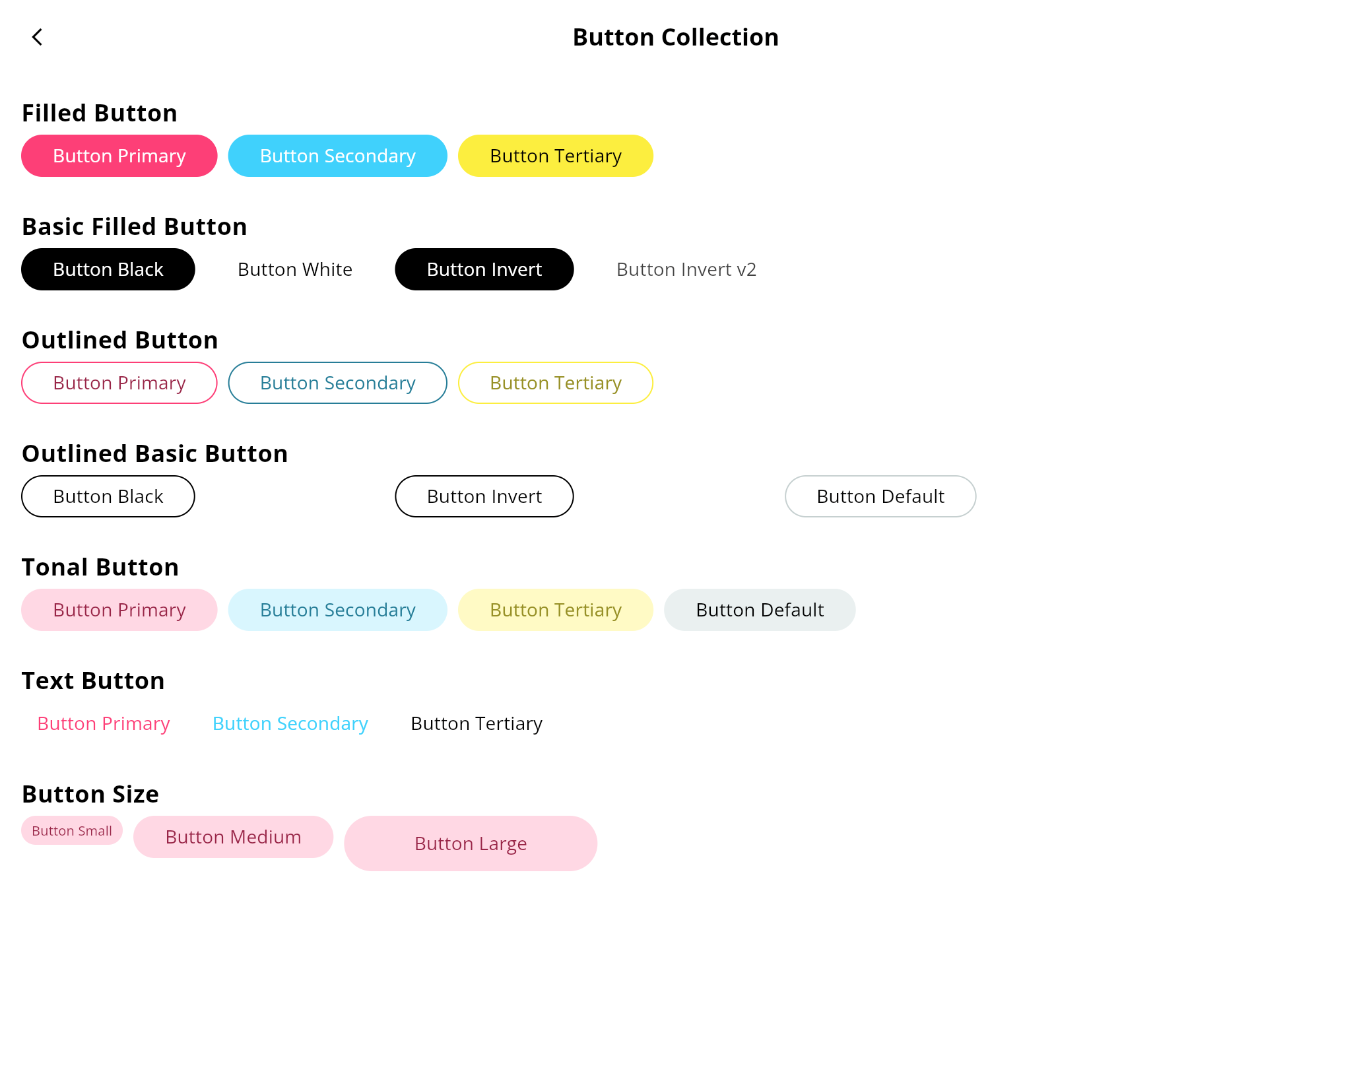 Button Collection
Filled Button
Button Primary Button Secondary Button Tertiary
Basic Filled Button
Button Black Button White Button Invert Button Invert v2
Outlined Button
Button Primary Button Secondary Button Tertiary
Outlined Basic Button
Button Black Button Invert Button Default
Tonal Button
Button Primary Button Secondary Button Tertiary Button Default
Text Button
Button Primary Button Secondary Button Tertiary
Button Size
Button Small Button Medium Button Large